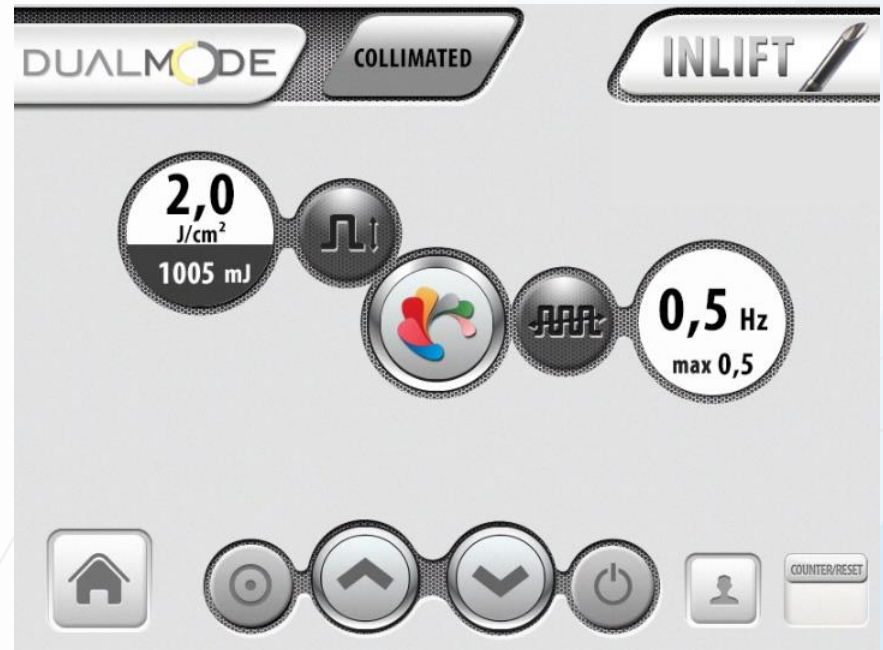 DUALMODE
COLLIMATED
INLIFT
2,0
J/cm²
1005 mJ
0,5 Hz
max 0,5
COUNTER/RESET